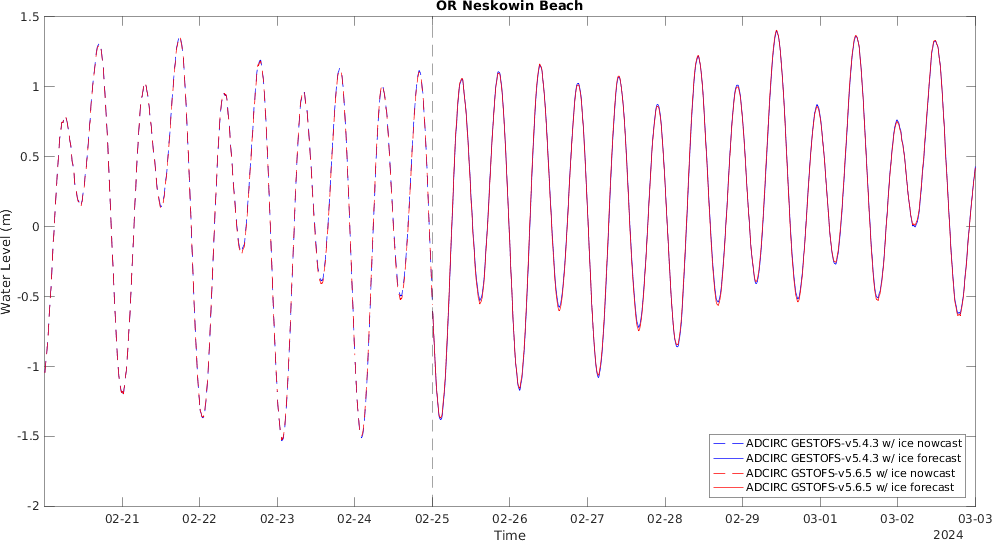 OR Neskowin Beach
1.5
1
0.5
0
-0.5
-1
-1.5
-2
Water Level (m)
ADCIRC GESTOFS-v5.4.3 w/ ice nowcast
ADCIRC GESTOFS-v5.4.3 w/ ice forecast
ADCIRC GSTOFS-v5.6.5 w/ ice nowcast
ADCIRC GSTOFS-v5.6.5 w/ ice forecast
02-21 02-22 02-23 02-24 02-25 02-26 02-27 02-28 02-29 03-01 03-02 03-03
Time
2024